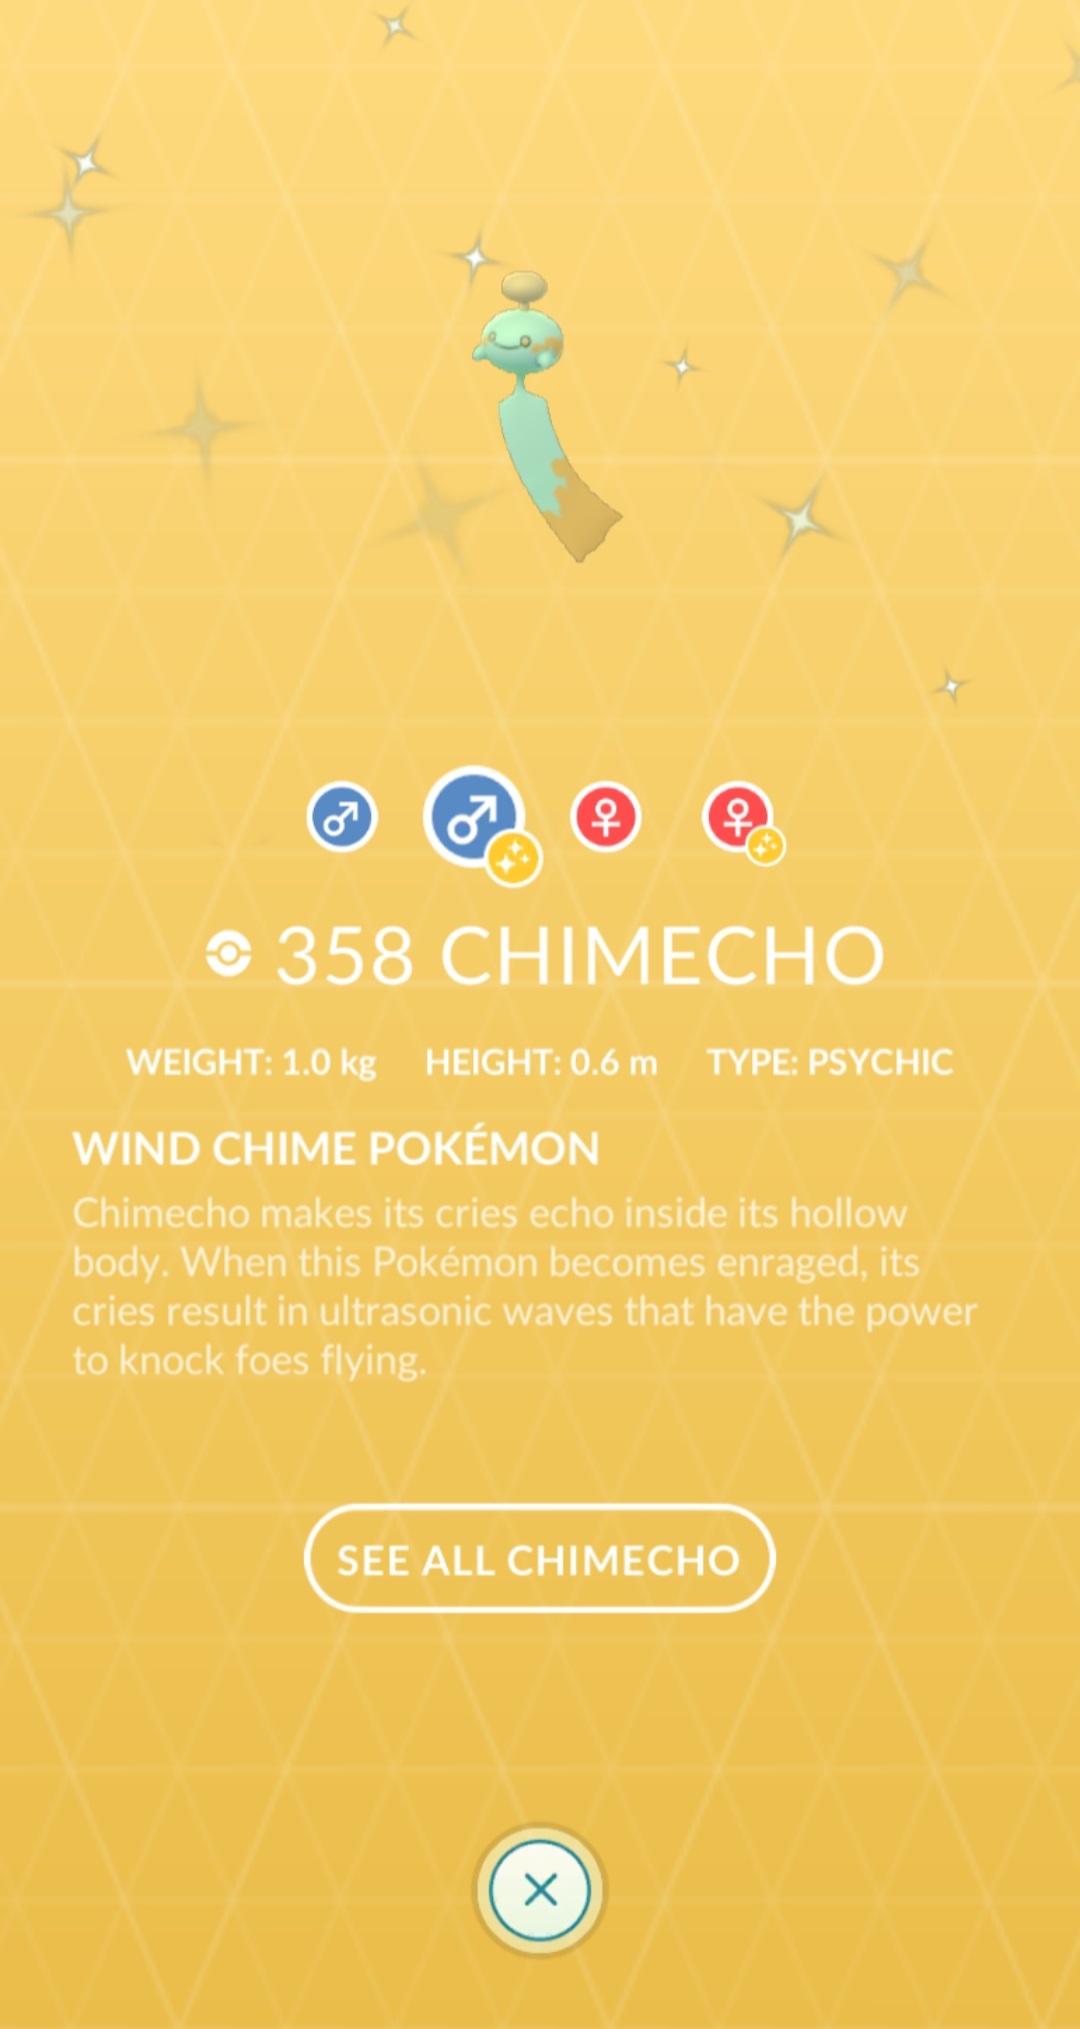 358 CHIMECHO
WEIGHT: 1.0 kg HEIGHT: 0.6 m TYPE: PSYCHIC
WIND CHIME POKÉMON
Chimecho makes its cries echo inside its hollow
body. When this Pokémon becomes enraged, its
cries result in ultrasonic waves that have the power
to knock foes flying.
SEE ALL CHIMECHO